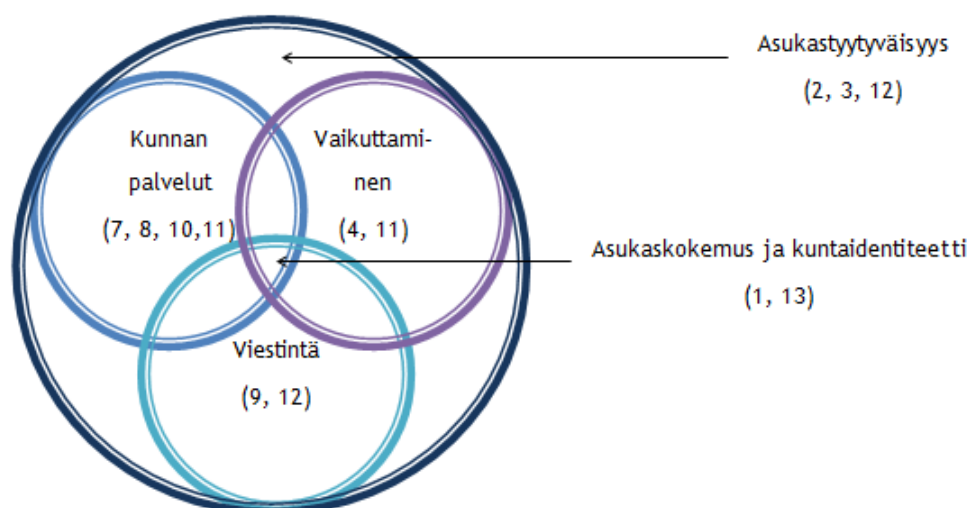 Asukastyytyväisyys
(2, 3, 12)
Kunnan
palvelut
(7, 8, 10,11)
Vaikuttami-
nen
(4, 11)
Asukaskokemus ja kuntaidentiteetti
(1, 13)
Viestintä
(9, 12)